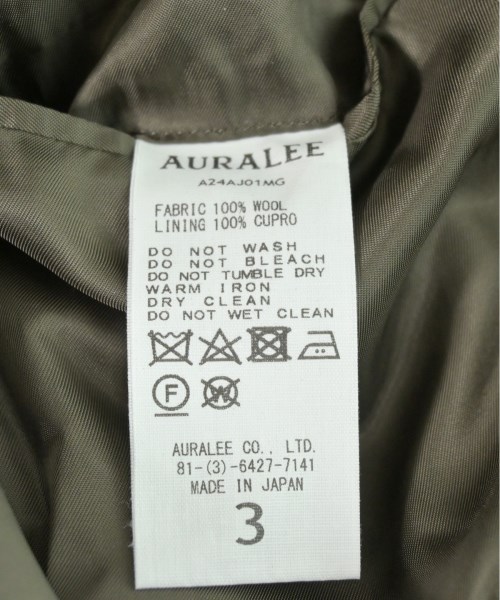 AURALEE
A24AJ01MG
FABRIC 100% WOOL
LINING 100% CUPRO
DO NOT WASH
DO NOT BLEACH
DO NOT TUMBLE DRY
WARM IRON
DRY CLEAN
DO NOT WET CLEAN
F W
AURALEE CO., LTD.
81-(3)-6427-7141
MADE IN JAPAN
3